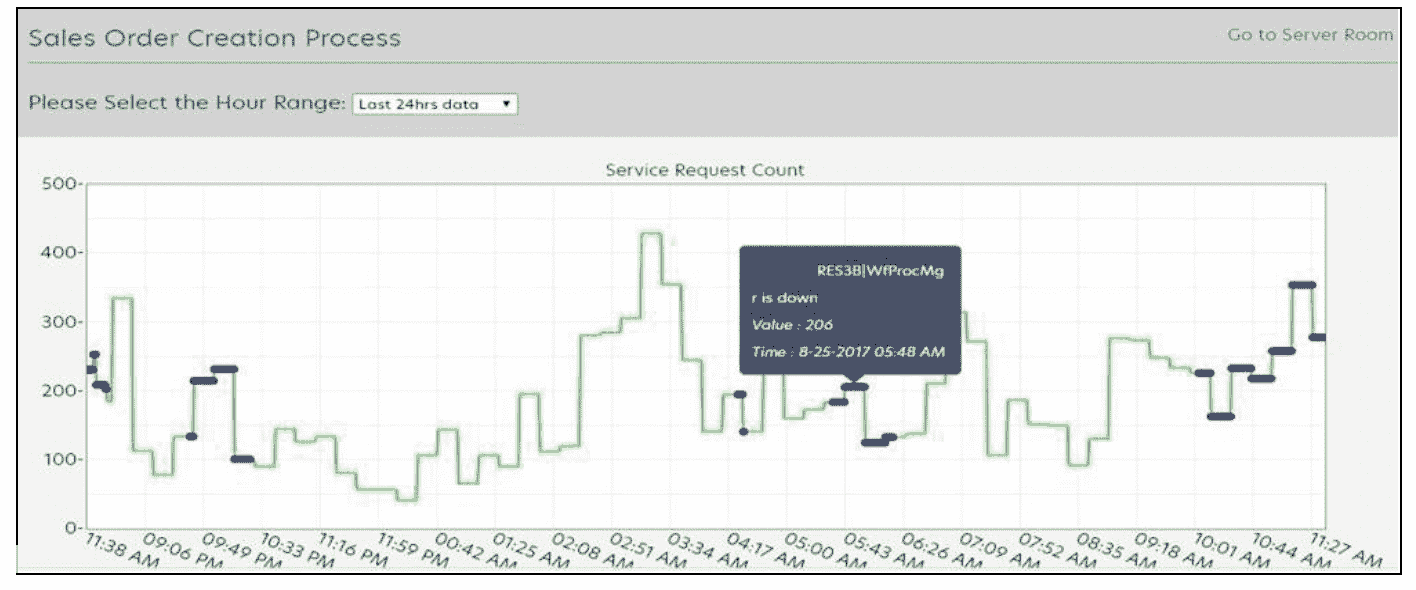 Sales Order Creation Process
Go to Server Room
Please Select the Hour Range: Last 24hrs data
Service Request Count
500
400
300
200
100
0
RES38|WfProcMg
r is down
Value : 206
Time : 8-25-2017 05:48 AM
11:38 AM
09:06 PM
09:49 PM
10:33 PM
11:16 PM
11:59 PM
00:42 AM
01:25 AM
02:08 AM
02:51 AM
03:34 AM
04:17 AM
05:00 AM
05:43 AM
06:26 AM
07:09 AM
07:52 AM
08:35 AM
09:18 AM
10:01 AM
10:44 AM
11:27 AM